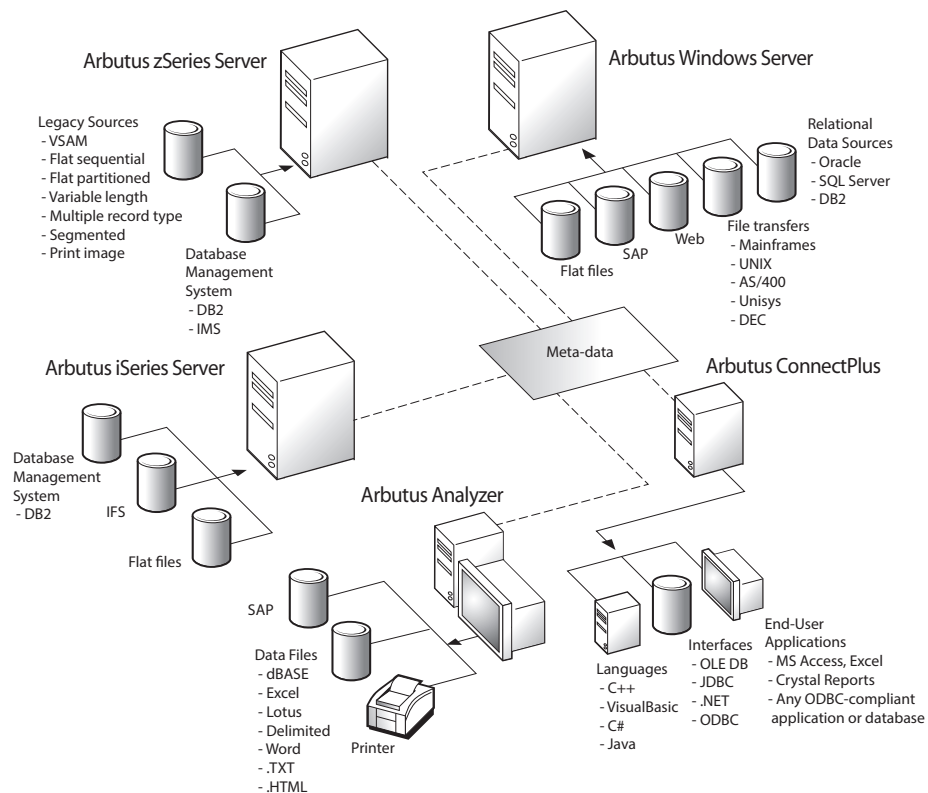 Arbutus zSeries Server
Legacy Sources
- VSAM
- Flat sequential
- Flat partitioned
- Variable length
- Multiple record type
- Segmented
- Print image
Database
Management
System
- DB2
- IMS
Arbutus Windows Server
Relational
Data Sources
- Oracle
- SQL Server
- DB2
Flat files
SAP
Web
File transfers
- Mainframes
- UNIX
- AS/400
- Unisys
- DEC
Meta-data
Arbutus iSeries Server
Database
Management
System
- DB2
IFS
Flat files
Arbutus ConnectPlus
Arbutus Analyzer
SAP
Data Files
- dBASE
- Excel
- Lotus
- Delimited
- Word
- .TXT
- .HTML
Printer
Languages
- C++
- VisualBasic
- C#
- Java
Interfaces
- OLE DB
- JDBC
- .NET
- ODBC
End-User
Applications
- MS Access, Excel
- Crystal Reports
- Any ODBC-compliant
application or database